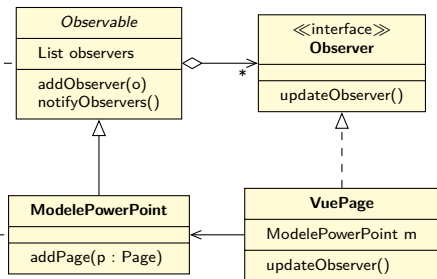 Observable
List observers
addObserver(o)
notifyObservers()
*
≪interface≫
Observer
updateObserver()
ModelePowerPoint
addPage(p : Page)
VuePage
ModelePowerPoint m
updateObserver()